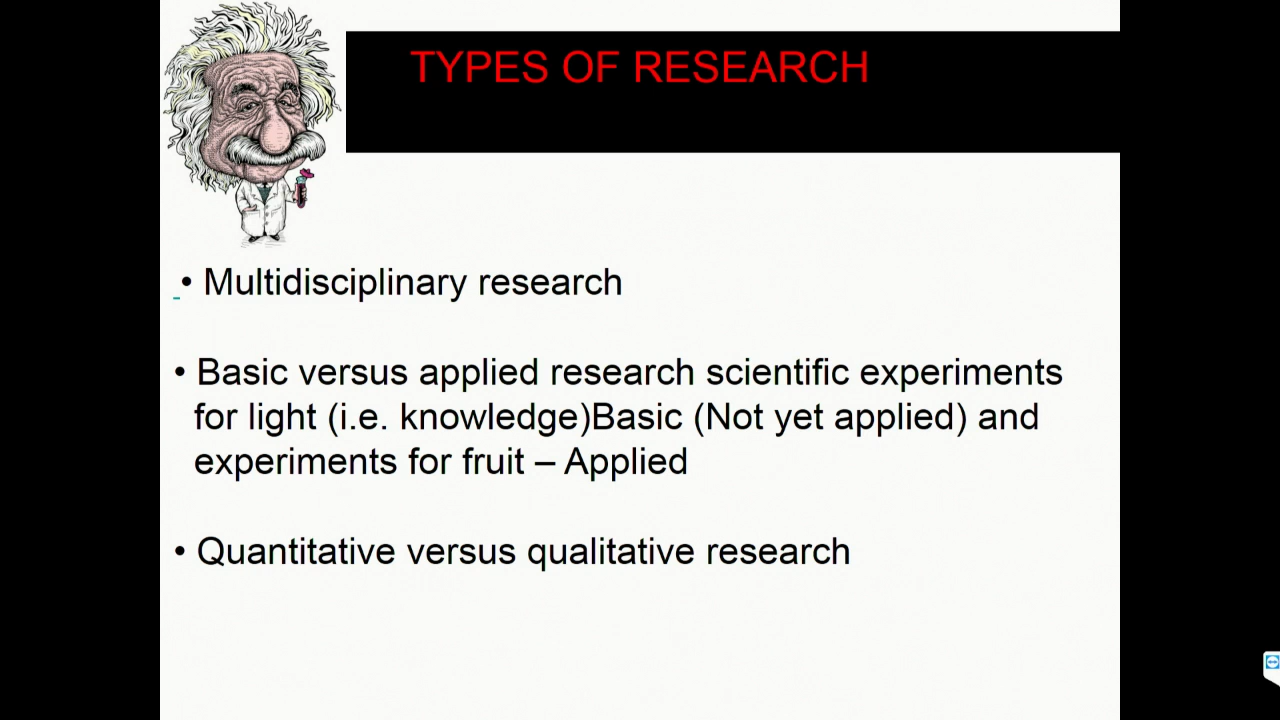 TYPES OF RESEARCH
• Multidisciplinary research
• Basic versus applied research scientific experiments
for light (i.e. knowledge)Basic (Not yet applied) and
experiments for fruit – Applied
• Quantitative versus qualitative research